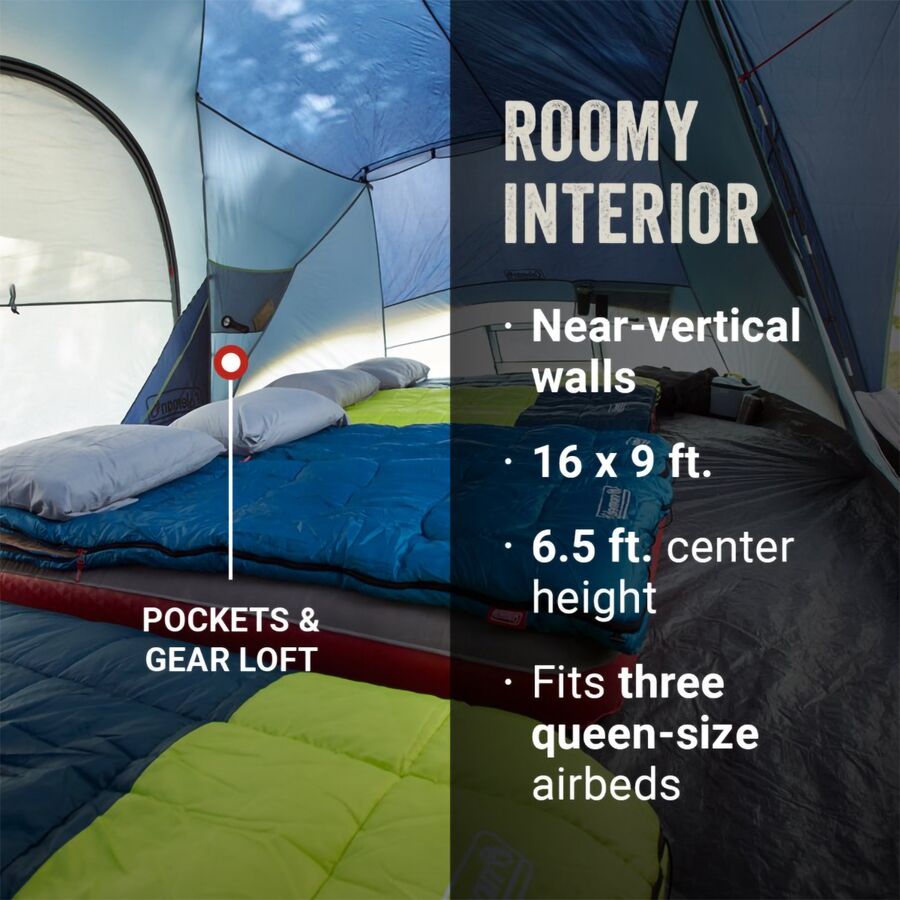 ROOMY
INTERIOR
· Near-vertical
walls
· 16 x 9 ft.
· 6.5 ft. center
height
· Fits three
queen-size
airbeds
POCKETS &
GEAR LOFT